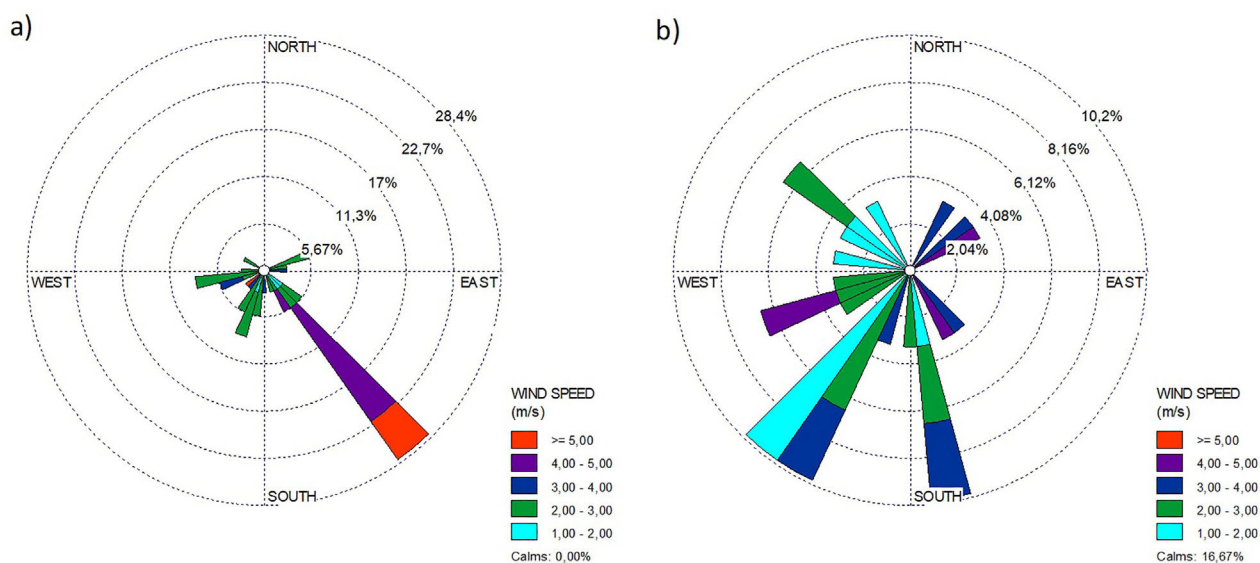 a)
NORTH
28,4%
22,7%
17%
11,3%
5,67%
WEST
EAST
SOUTH
WIND SPEED
(m/s)
>= 5,00
4,00 - 5,00
3,00 - 4,00
2,00 - 3,00
1,00 - 2,00
Calms: 0,00%
b)
NORTH
10,2%
8,16%
6,12%
4,08%
2,04%
WEST
EAST
SOUTH
WIND SPEED
(m/s)
>= 5,00
4,00 - 5,00
3,00 - 4,00
2,00 - 3,00
1,00 - 2,00
Calms: 16,67%